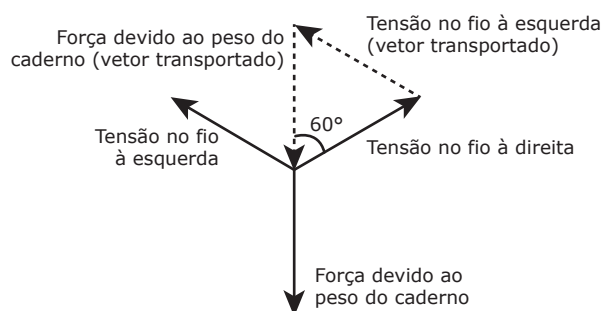 Força devido ao peso do
caderno (vetor transportado)
Tensão no fio à esquerda
(vetor transportado)
60°
Tensão no fio
à esquerda
Tensão no fio à direita
Força devido ao
peso do caderno